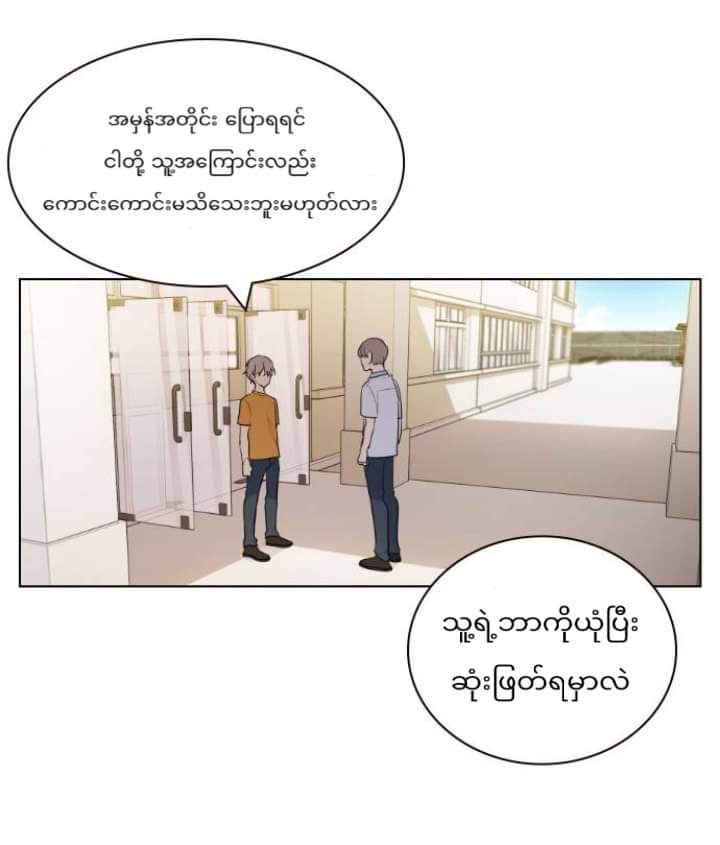 အမှန်အတိုင်း ပြောရရင်
ငါတို့ သူ့အကြောင်းလည်း
ကောင်းကောင်းမသိသေးဘူးမဟုတ်လား
သူ့ရဲ့ဘာကိုယုံပြီး
ဆုံးဖြတ်ရမှာလဲ